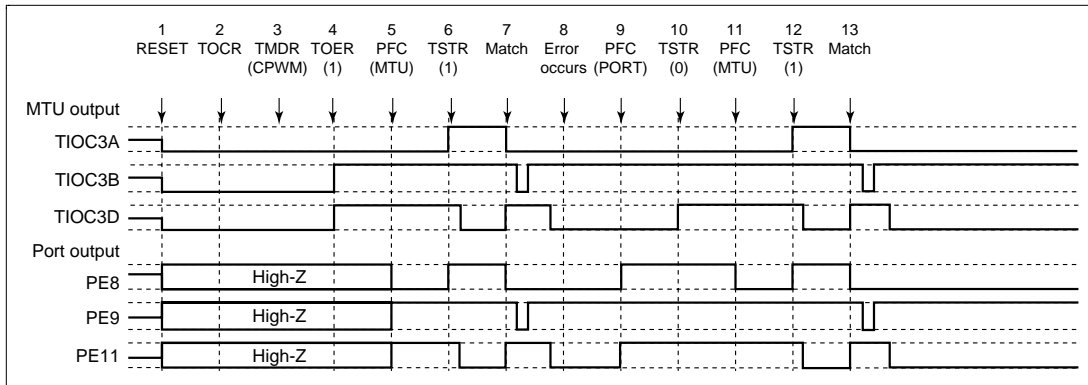 1 2 3 4 5 6 7 8 9 10 11 12 13
RESET TOCR TMDR TOER PFC TSTR Match Error PFC TSTR PFC TSTR Match
(CPWM) (1) (MTU) (1) occurs (PORT) (0) (MTU) (1)
MTU output
TIOC3A
TIOC3B
TIOC3D
Port output
PE8 High-Z
PE9 High-Z
PE11 High-Z